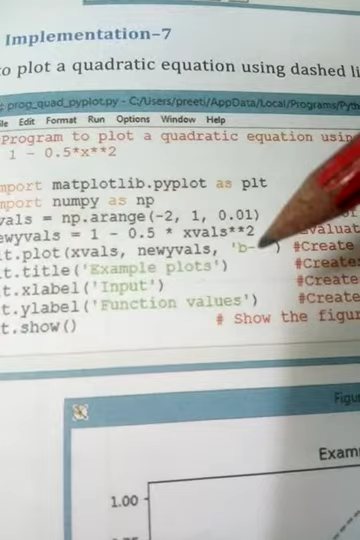 Implementation–7
to plot a quadratic equation using dashed li
prog_quad_pyplot.py - C:/Users/preeti/AppData/Local/Programs/Pyth
Edit Format Run Options Window Help
Program to plot a quadratic equation using
1 - 0.5*x**2
mport matplotlib.pyplot as plt
mport numpy as np
vals = np.arange(-2, 1, 0.01)
ewyvals = 1 - 0.5 * xvals**2
t.plot(xvals, newyvals, 'b- ) #Create
t.title('Example plots') #Create
t.xlabel('Input') #Create
t.ylabel('Function values') #Create
t.show() # Show the figur
Figu
Exam
1.00